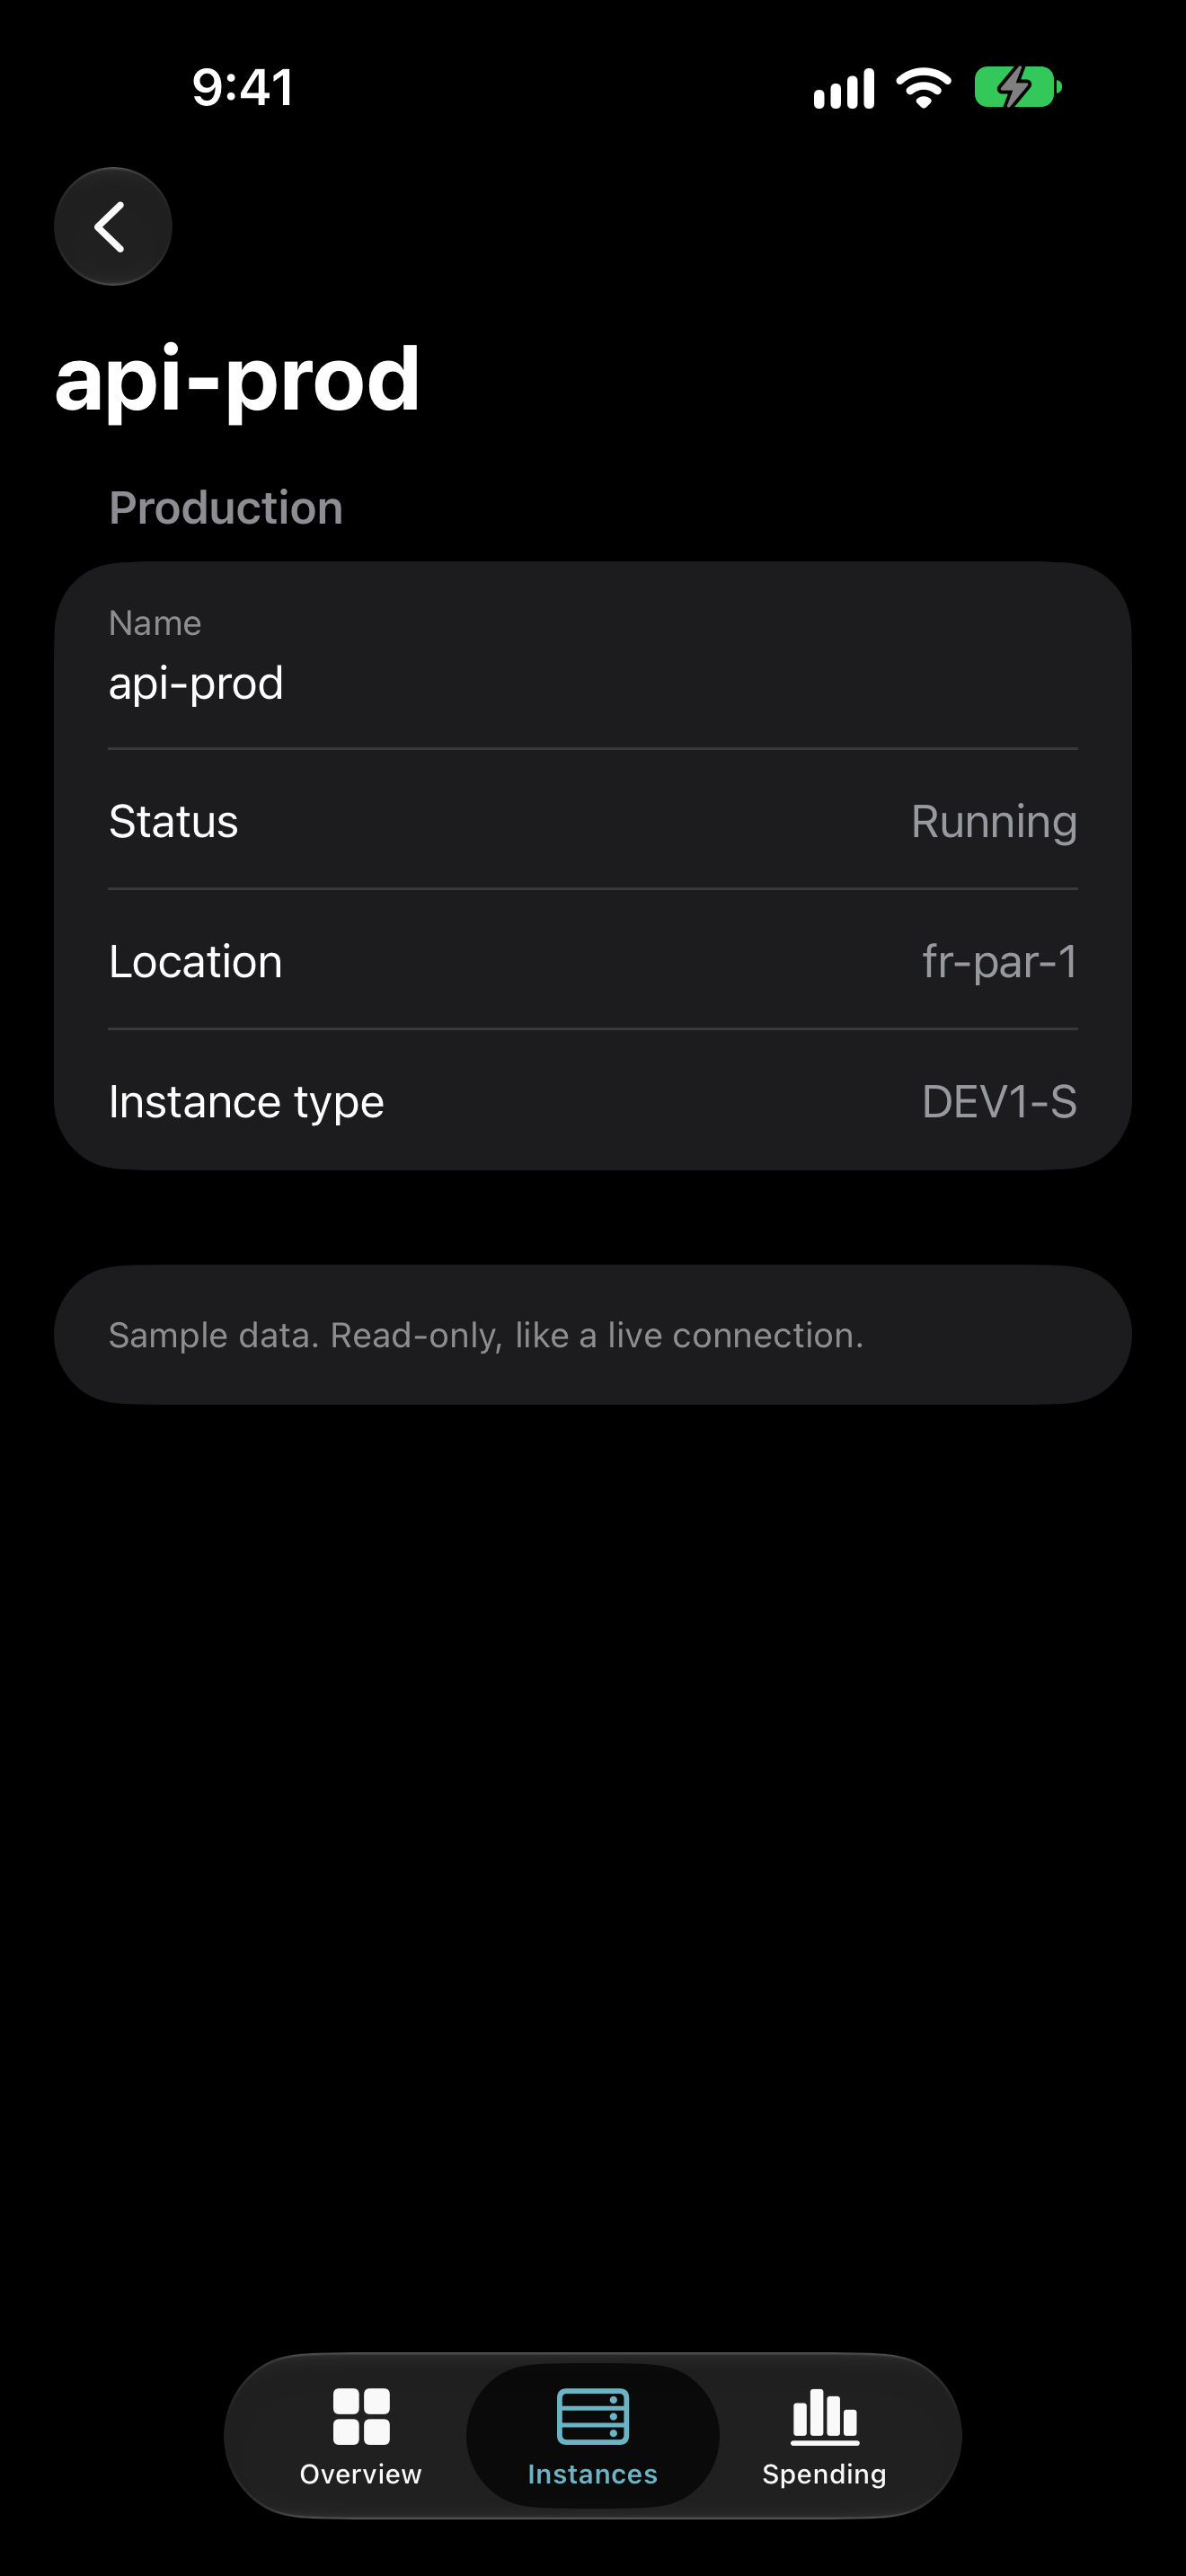 9:41
api-prod
Production
Name
api-prod
Status Running
Location fr-par-1
Instance type DEV1-S
Sample data. Read-only, like a live connection.
Overview Instances Spending